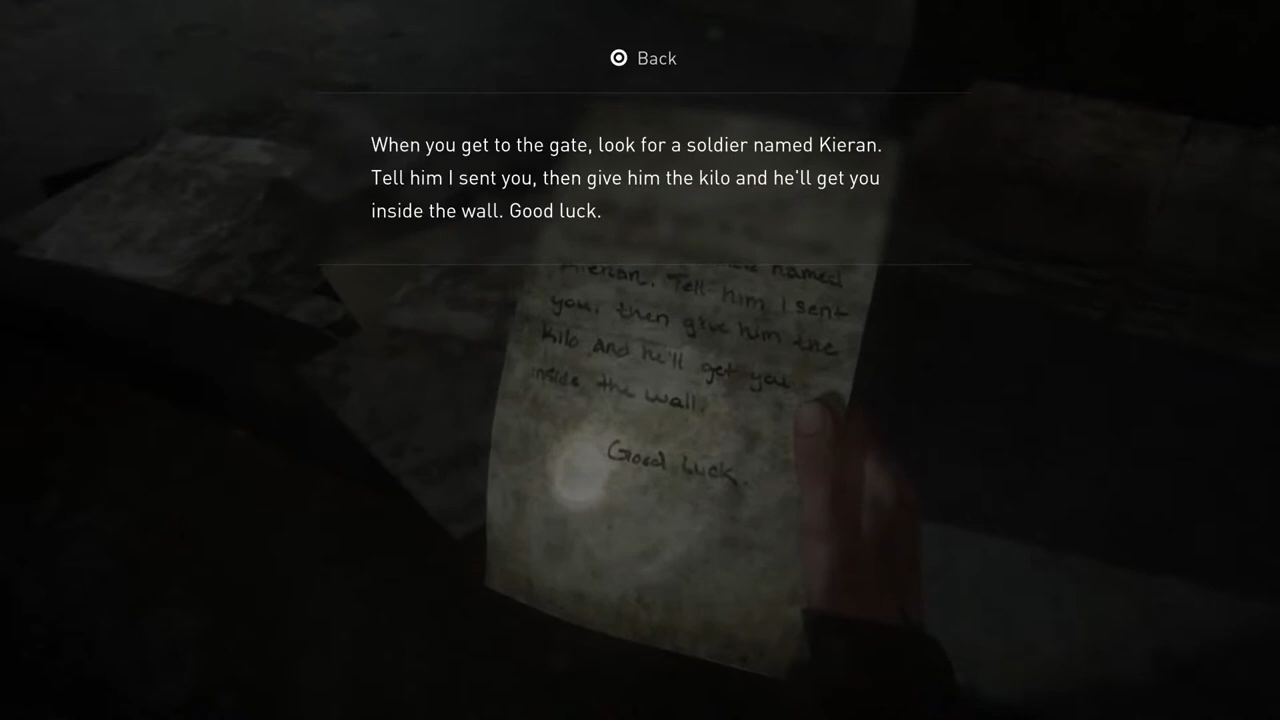 Back
When you get to the gate, look for a soldier named Kieran.
Tell him I sent you, then give him the kilo and he'll get you
inside the wall. Good luck.
named
Kieran. Tell him I sent
you, then give him the
kilo and he'll get you
inside the wall.
Good Luck.